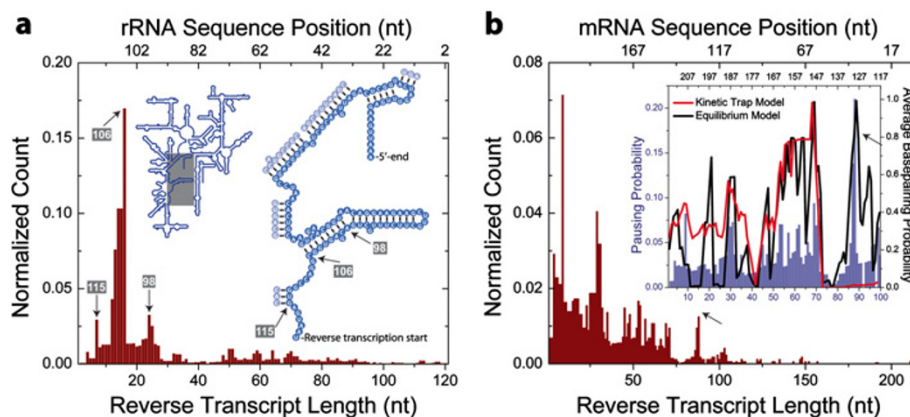 a
rRNA Sequence Position (nt)
102 82 62 42 22 2
0.20
0.15
0.10
0.05
0.00
Normalized Count
106
115
98
5'-end
98
106
115
Reverse transcription start
20 40 60 80 100 120
Reverse Transcript Length (nt)
b
mRNA Sequence Position (nt)
167 117 67 17
0.08
0.06
0.04
0.02
0.00
Normalized Count
207 197 187 177 167 157 147 137 127 117
Kinetic Trap Model
Equilibrium Model
0.20
0.15
0.10
0.05
0.00
Pausing Probability
1.0
0.8
0.6
0.4
0.2
0.0
Average Basepairing Probability
10 20 30 40 50 60 70 80 90 100
50 100 150 200
Reverse Transcript Length (nt)